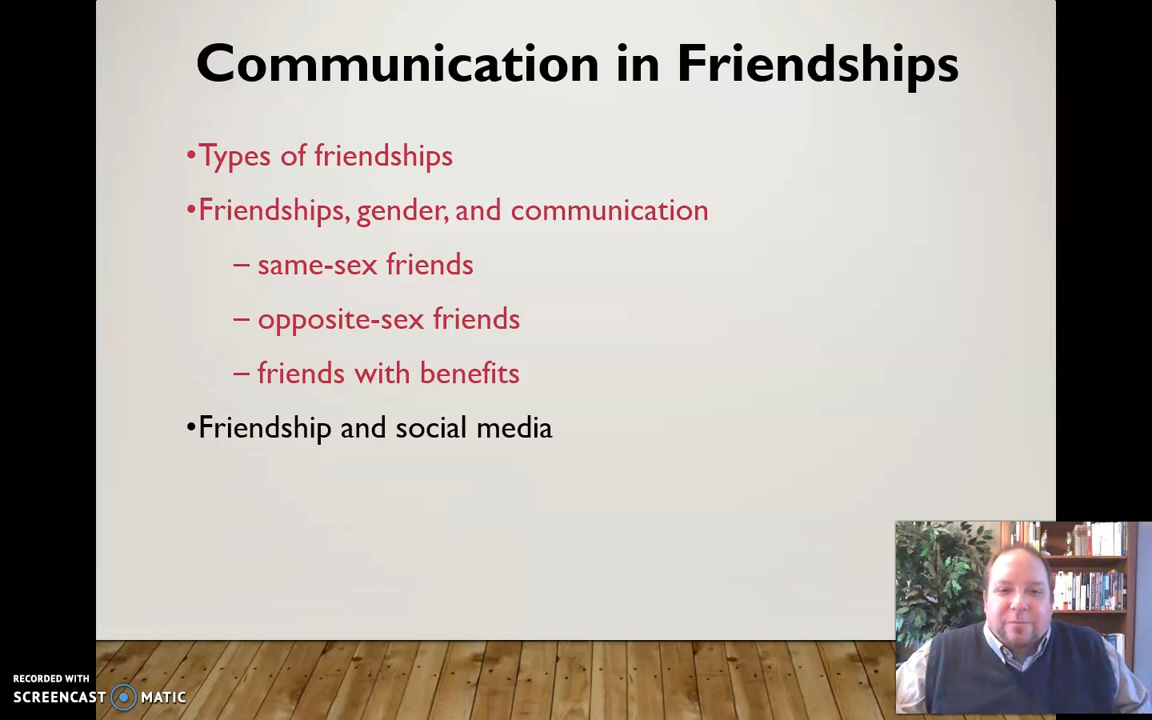 Communication in Friendships
•Types of friendships
•Friendships, gender, and communication
– same-sex friends
– opposite-sex friends
– friends with benefits
•Friendship and social media
RECORDED WITH
SCREENCAST MATIC